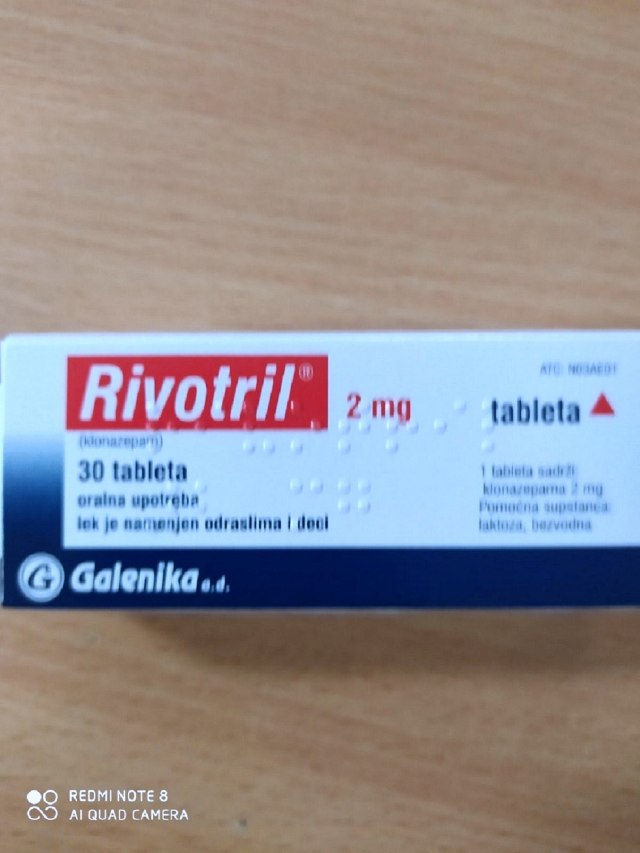 Rivotril®
2 mg
tableta
ATC: N03AE01
(klonazepam)
30 tableta
oralna upotreba
lek je namenjen odraslima i deci
1 tableta sadrži:
klonazepama 2 mg
Pomoćna supstanca:
laktoza, bezvodna
G Galenika a.d.
REDMI NOTE 8
AI QUAD CAMERA